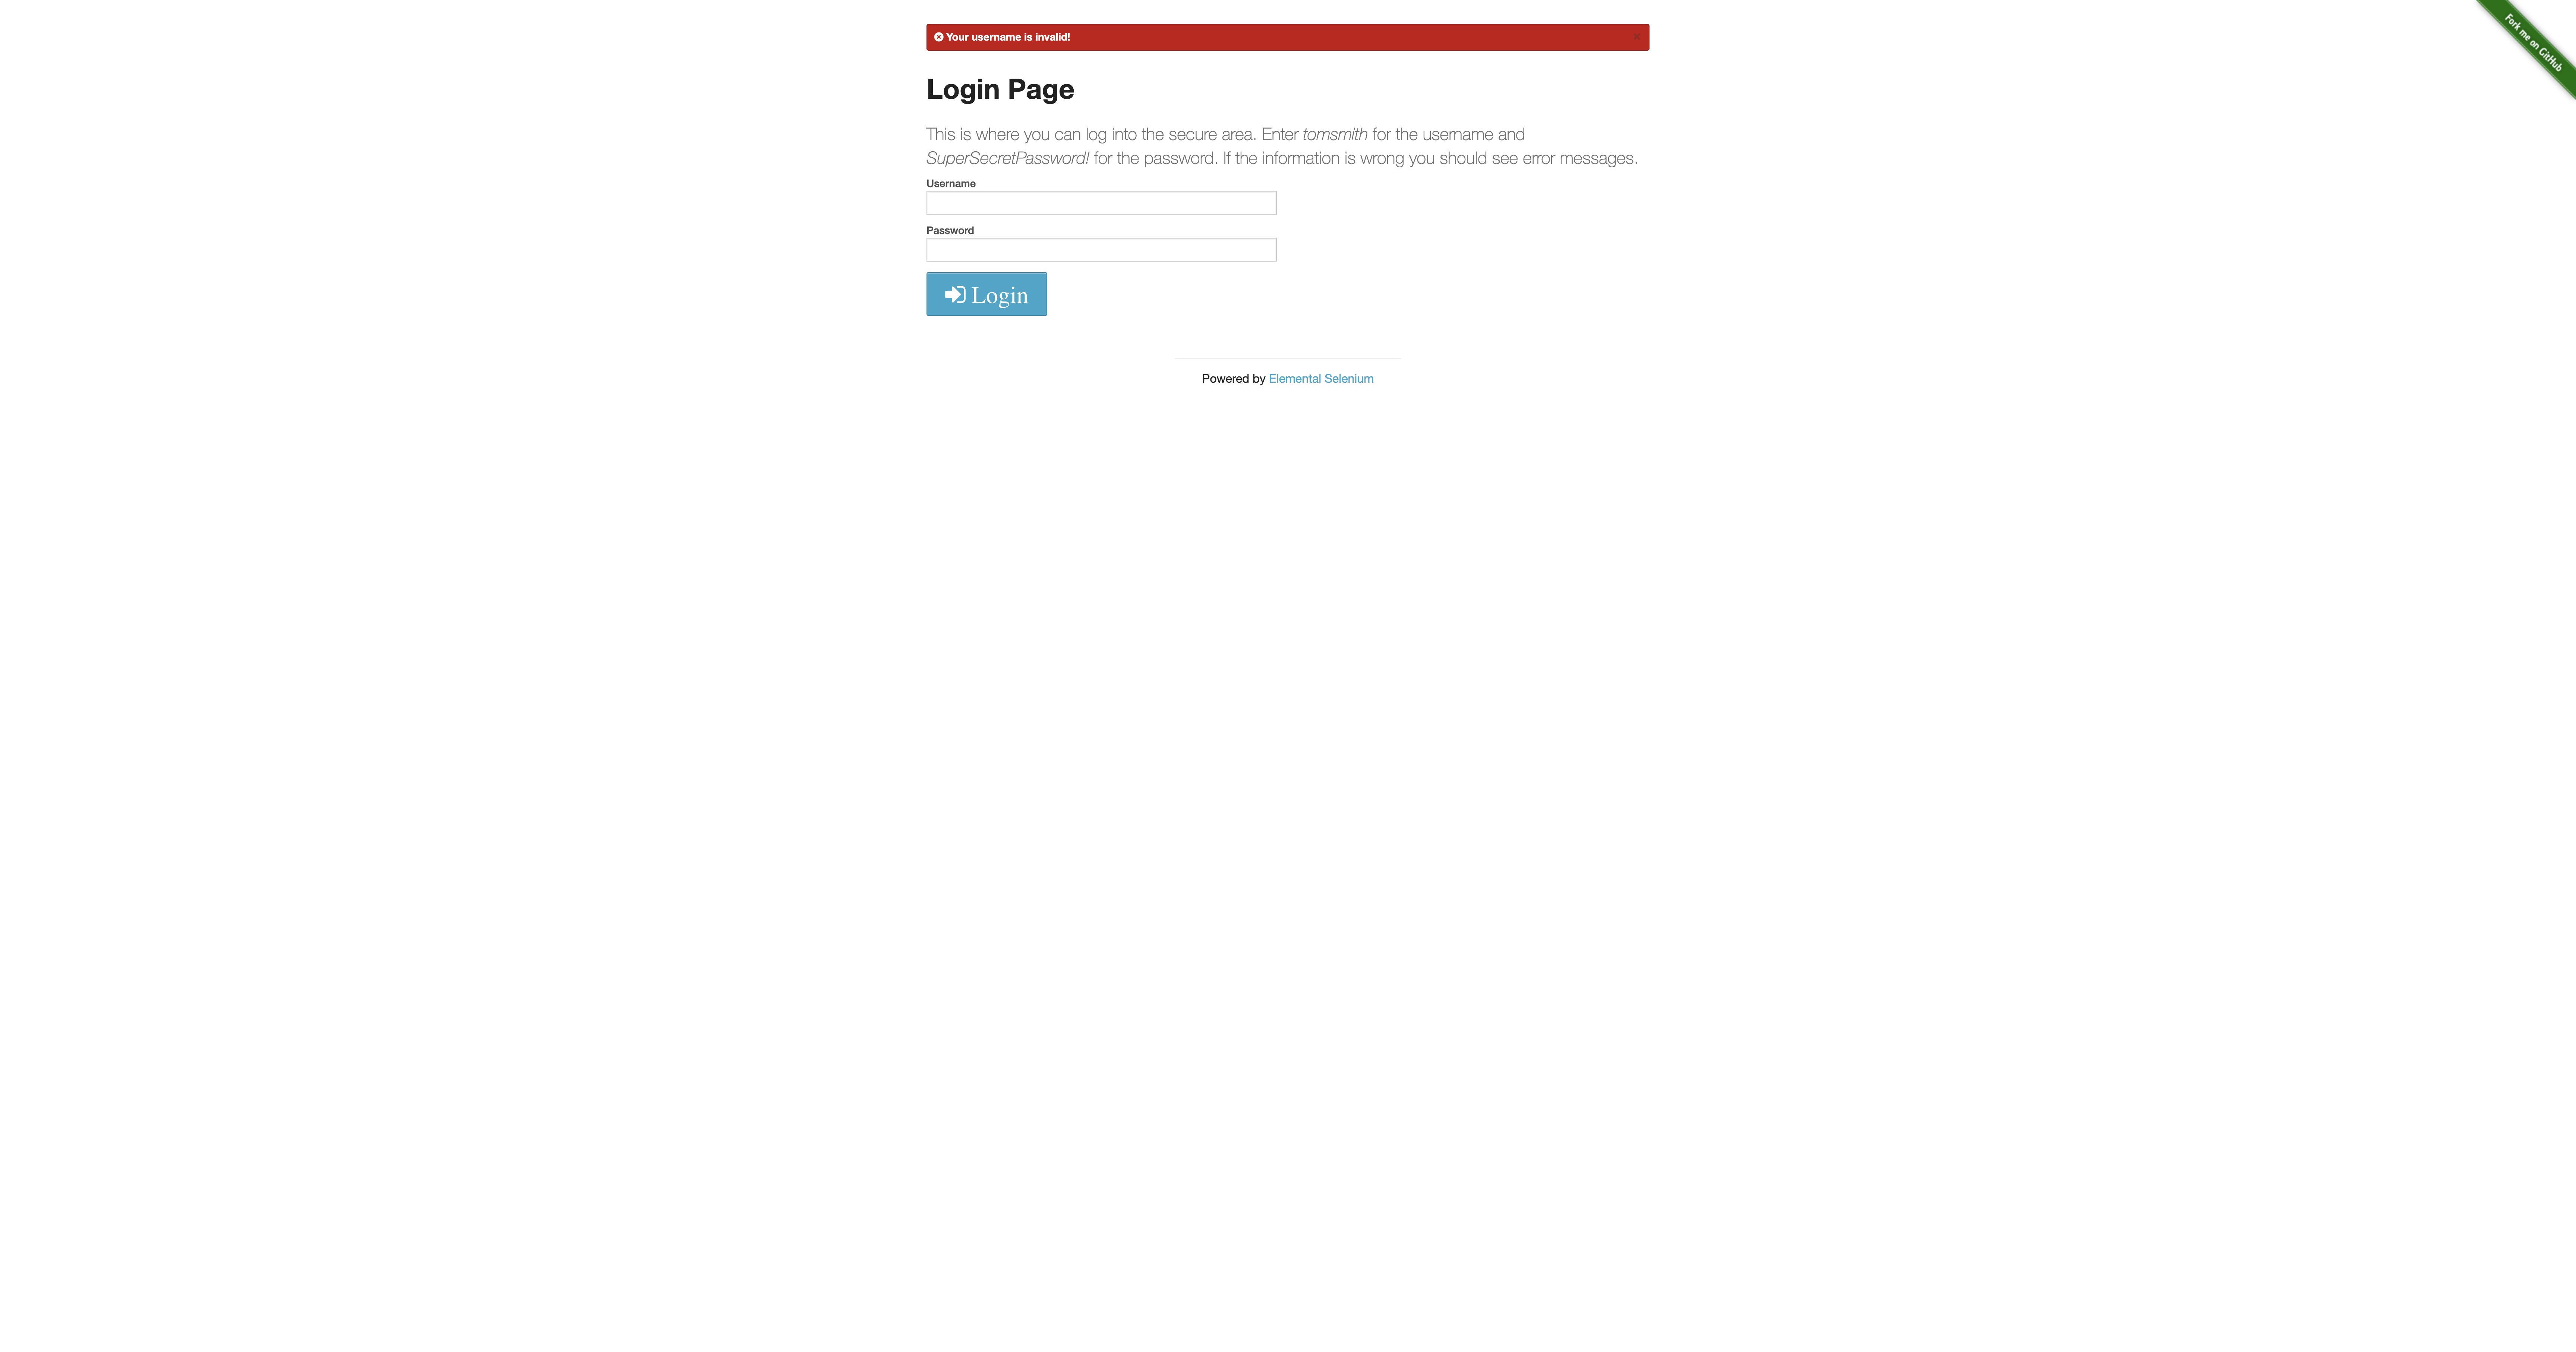 Your username is invalid!
Fork me on GitHub
Login Page
This is where you can log into the secure area. Enter tomsmith for the username and
SuperSecretPassword! for the password. If the information is wrong you should see error messages.
Username
Password
Login
Powered by Elemental Selenium